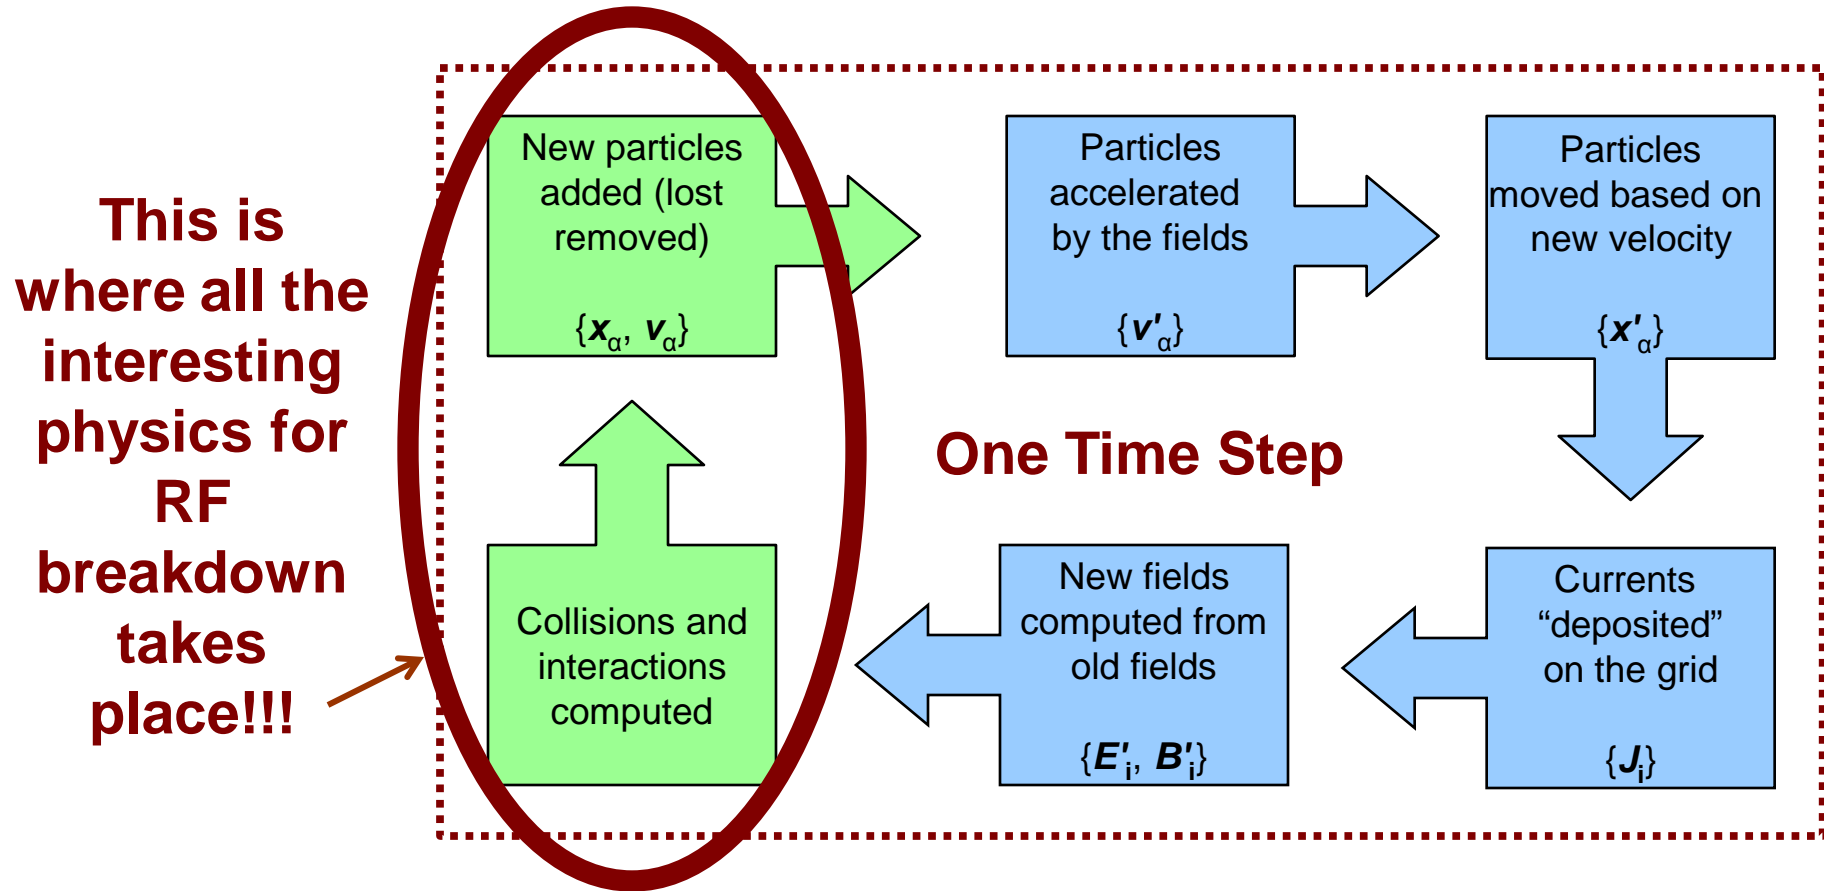 This is
where all the
interesting
physics for
RF
breakdown
takes
place!!!
New particles
added (lost
removed)
{xα, vα}
Particles
accelerated
by the fields
{v'α}
Particles
moved based on
new velocity
{x'α}
One Time Step
Collisions and
interactions
computed
New fields
computed from
old fields
{E'i, B'i}
Currents
“deposited”
on the grid
{Ji}